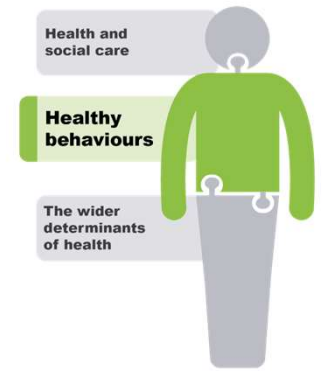 Health and
social care
Healthy
behaviours
The wider
determinants
of health